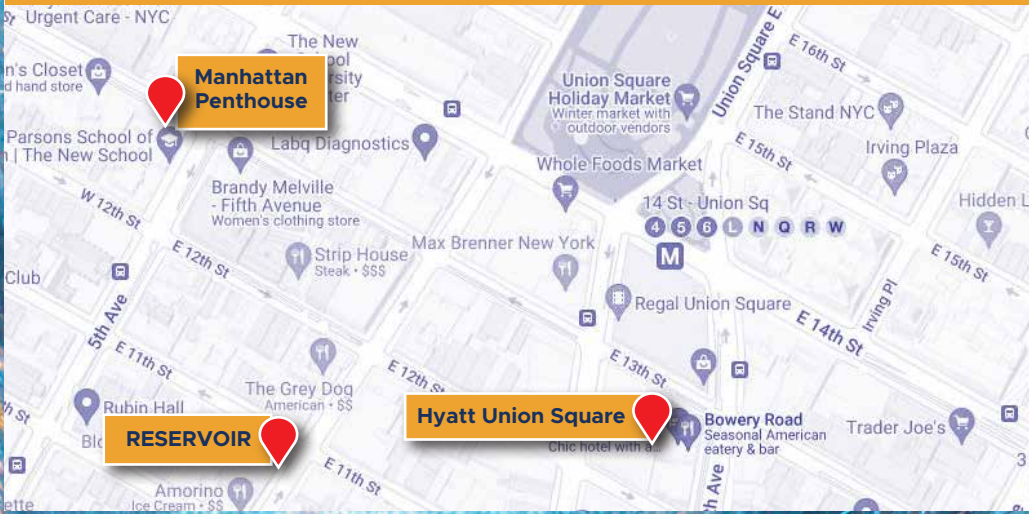 Urgent Care - NYC
The New
Manhattan
Penthouse
Union Square
Holiday Market
Winter market with
outdoor vendors
Union Square E
E 16th St
The Stand NYC
Irving Plaza
E 15th St
Parsons School of
| The New School
Labq Diagnostics
Whole Foods Market
Brandy Melville
- Fifth Avenue
Women's clothing store
W 12th St
14 St - Union Sq
4 5 6 L N Q R W
M
Hidden L
E 12th St
Strip House
Steak • $$$
Max Brenner New York
E 15th St
Club
5th Ave
Regal Union Square
Irving Pl
E 14th St
E 11th St
The Grey Dog
American • $$
E 12th St
E 13th St
Rubin Hall
RESERVOIR
Hyatt Union Square
Bowery Road
Seasonal American
eatery & bar
Chic hotel with a...
Trader Joe's
E 11th St
Amorino
Ice Cream • $$
h Ave
3